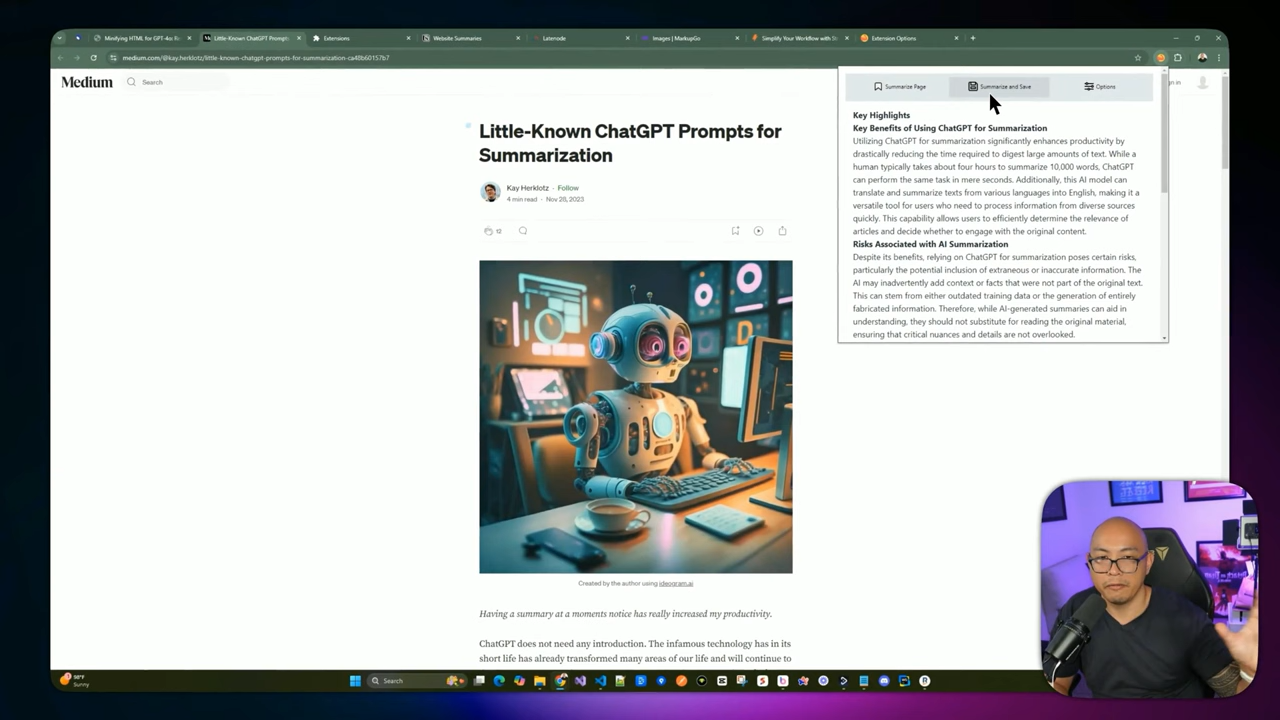 Minifying HTML for GPT-4o: R
Little-Known ChatGPT Prompt
Extensions
Website Summaries
Latenode
Images | MarkupGo
Simplify Your Workflow with St
Extension Options
medium.com/@kay.herklotz/little-known-chatgpt-prompts-for-summarization-ca48b60157b7
Medium
Search
Summarize Page
Summarize and Save
Options
gn in
Key Highlights
Key Benefits of Using ChatGPT for Summarization
Utilizing ChatGPT for summarization significantly enhances productivity by
drastically reducing the time required to digest large amounts of text. While a
human typically takes about four hours to summarize 10,000 words, ChatGPT
can perform the same task in mere seconds. Additionally, this AI model can
translate and summarize texts from various languages into English, making it a
versatile tool for users who need to process information from diverse sources
quickly. This capability allows users to efficiently determine the relevance of
articles and decide whether to engage with the original content.
Risks Associated with AI Summarization
Despite its benefits, relying on ChatGPT for summarization poses certain risks,
particularly the potential inclusion of extraneous or inaccurate information. The
AI may inadvertently add context or facts that were not part of the original text.
This can stem from either outdated training data or the generation of entirely
fabricated information. Therefore, while AI-generated summaries can aid in
understanding, they should not substitute for reading the original material,
ensuring that critical nuances and details are not overlooked.
Little-Known ChatGPT Prompts for
Summarization
Kay Herklotz
Follow
4 min read · Nov 28, 2023
12
Created by the author using ideogram.ai
Having a summary at a moments notice has really increased my productivity.
ChatGPT does not need any introduction. The infamous technology has in its
short life has already transformed many areas of our life and will continue to
98°F
Sunny
Search